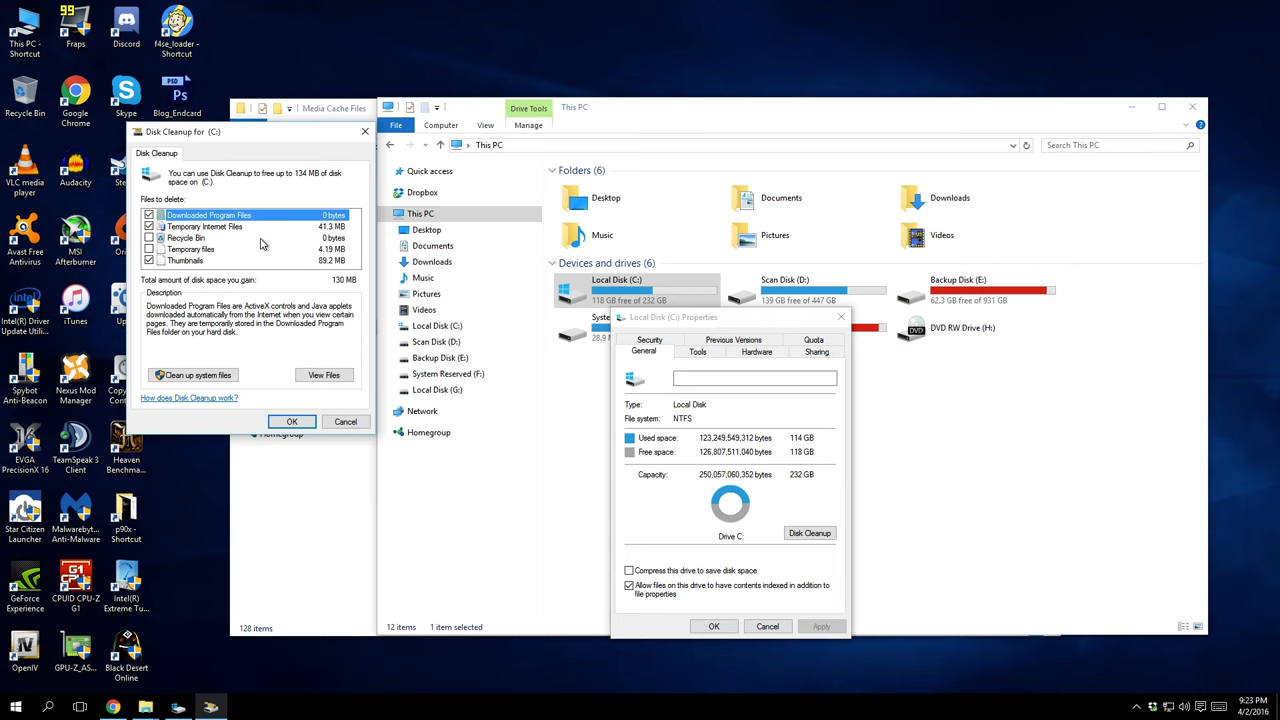 99
This PC -
Shortcut
Fraps
Discord
f4se_loader -
Shortcut
Recycle Bin
Google
Chrome
Skype
Ps
Blog_Endcard
VLC media
player
Audacity
Ste
Avast Free
Antivirus
MSI
Afterburner
Origi
Intel(R) Driver
Update Utili...
iTunes
Imp
Spybot
Anti-Beacon
Nexus Mod
Manager
Copy
C
EVGA
PrecisionX 16
TeamSpeak 3
Client
Heaven
Benchma...
Star Citizen
Launcher
Malwarebyt...
Anti-Malware
p90x -
Shortcut
GeForce
Experience
G1
CPUID CPU-Z
G1
Intel(R)
Extreme Tu...
OpenIV
GPU-Z_AS...
Black Desert
Online
Media Cache Files
Homegroup
128 items
Disk Cleanup for (C:)
Disk Cleanup
You can use Disk Cleanup to free up to 134 MB of disk
space on (C:).
Files to delete:
Downloaded Program Files 0 bytes
Temporary Internet Files 41.3 MB
Recycle Bin 0 bytes
Temporary files 4.19 MB
Thumbnails 89.2 MB
Total amount of disk space you gain: 130 MB
Description
Downloaded Program Files are ActiveX controls and Java applets
downloaded automatically from the Internet when you view certain
pages. They are temporarily stored in the Downloaded Program
Files folder on your hard disk.
Clean up system files
View Files
How does Disk Cleanup work?
OK
Cancel
Drive Tools
This PC
File
Computer
View
Manage
This PC
Search This PC
Quick access
Dropbox
This PC
Desktop
Documents
Downloads
Music
Pictures
Videos
Local Disk (C:)
Scan Disk (D:)
Backup Disk (E:)
System Reserved (F:)
Local Disk (G:)
Network
Homegroup
Folders (6)
Desktop
Documents
Downloads
Music
Pictures
Videos
Devices and drives (6)
Local Disk (C:)
118 GB free of 232 GB
Scan Disk (D:)
139 GB free of 447 GB
Backup Disk (E:)
62.3 GB free of 931 GB
Syste
28.9 M
DVD RW Drive (H:)
12 items
1 item selected
Local Disk (C:) Properties
Security
Previous Versions
Quota
General
Tools
Hardware
Sharing
Type: Local Disk
File system: NTFS
Used space: 123,249,549,312 bytes 114 GB
Free space: 126,807,511,040 bytes 118 GB
Capacity: 250,057,060,352 bytes 232 GB
Drive C:
Disk Cleanup
Compress this drive to save disk space
Allow files on this drive to have contents indexed in addition to
file properties
OK
Cancel
Apply
9:23 PM
4/2/2016